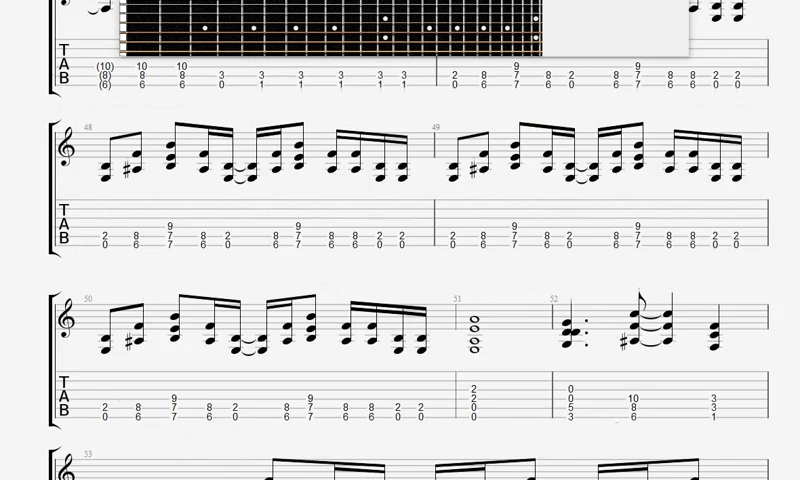 T
A (10) 10 10 9 9
B (8) 8 8 3 3 3 3 3 3 2 8 7 8 2 8 7 8 8 2 2
(6) 6 6 0 1 1 1 1 1 0 6 7 6 0 6 7 6 6 0 0
48 49
T
A 9 9 9 9
B 2 8 7 8 2 8 7 8 8 2 2 2 8 7 8 2 8 7 8 8 2 2
0 6 7 6 0 6 7 6 6 0 0 0 6 7 6 0 6 7 6 6 0 0
50 51 52
T 2 0
A 9 9 2 0 10 3
B 2 8 7 8 2 8 7 8 8 2 2 0 5 8 3
0 6 7 6 0 6 7 6 6 0 0 0 3 6 1
53